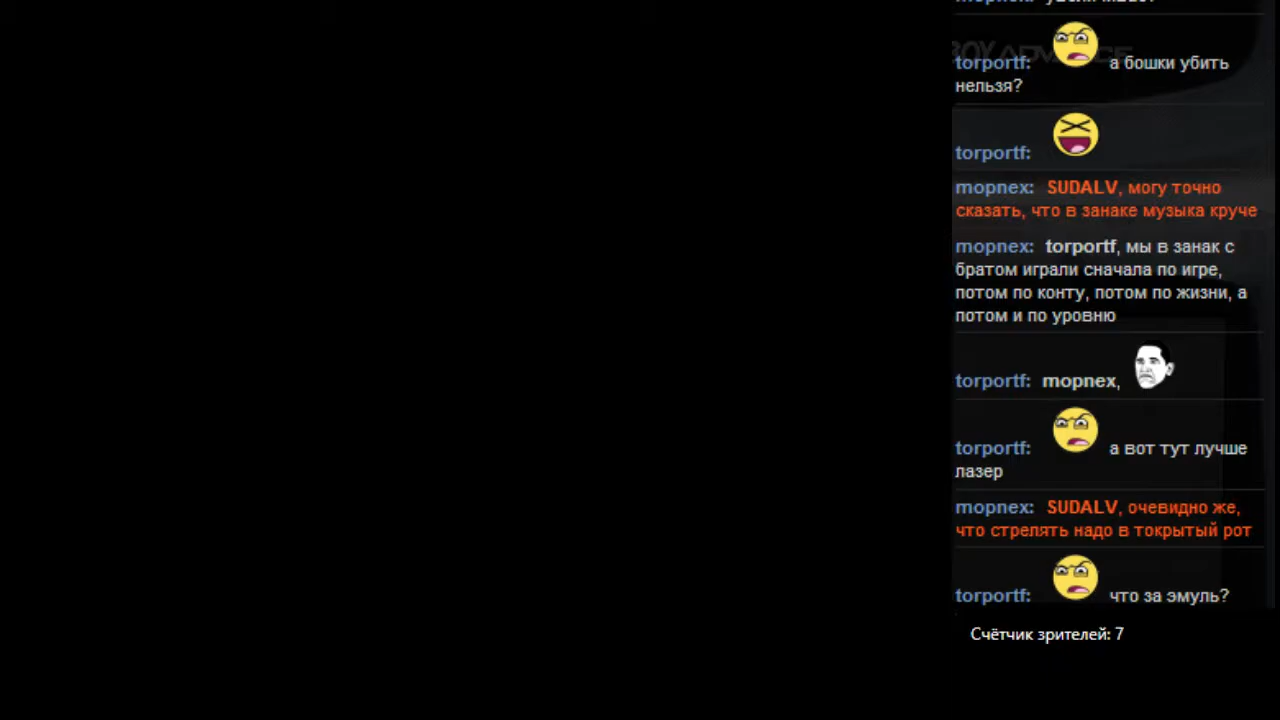 torportf: а бошки убить
нельзя?
torportf:
mopnex: SUDALV, могу точно
сказать, что в занаке музыка круче
mopnex: torportf, мы в занак с
братом играли сначала по игре,
потом по конту, потом по жизни, а
потом и по уровню
torportf: mopnex,
torportf: а вот тут лучше
лазер
mopnex: SUDALV, очевидно же,
что стрелять надо в токрытый рот
torportf: что за эмуль?
Счётчик зрителей: 7